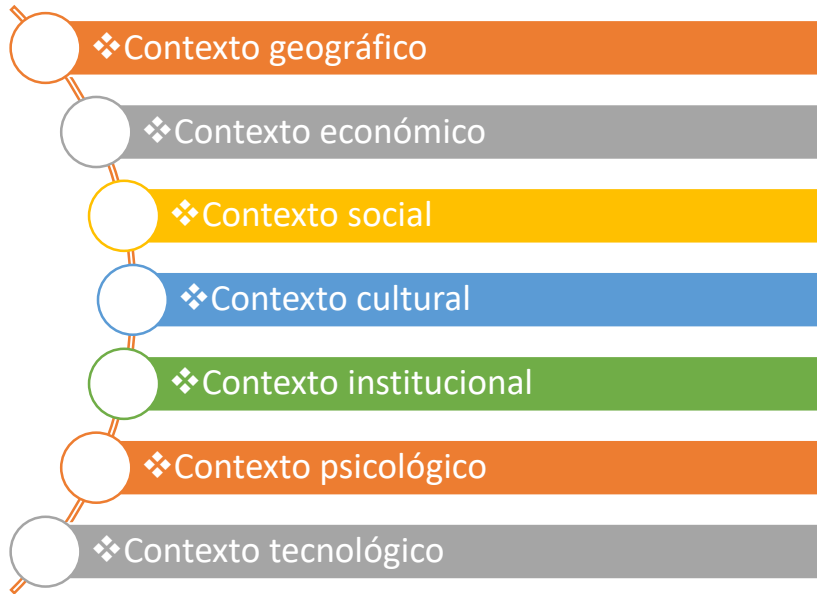 ❖Contexto geográfico
❖Contexto económico
❖Contexto social
❖Contexto cultural
❖Contexto institucional
❖Contexto psicológico
❖Contexto tecnológico